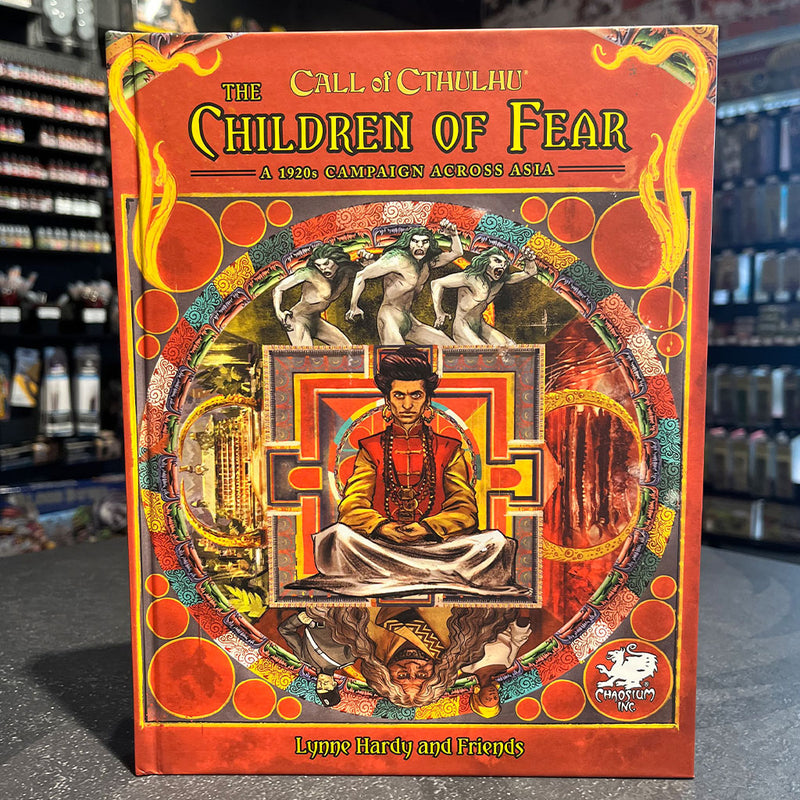 CALL of CTHULHU®
THE
CHILDREN OF FEAR
A 1920s CAMPAIGN ACROSS ASIA
CHAOSIUM
INC.®
Lynne Hardy and Friends